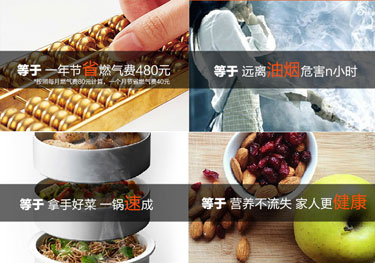 等于 一年节省燃气费480元
*按照每月燃气费80元计算，一个月节省燃气费40元
等于 远离油烟危害n小时
等于 拿手好菜 一锅速成
等于 营养不流失 家人更健康